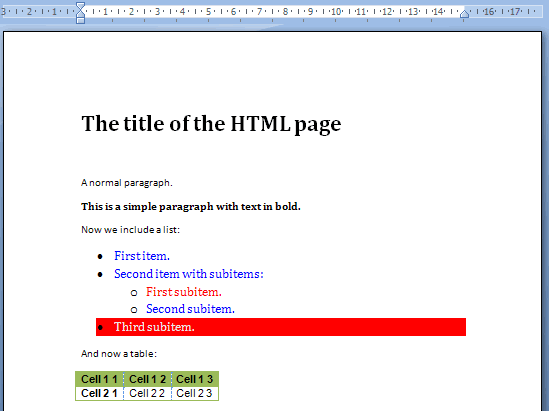 3 2 1 1 2 3 4 5 6 7 8 9 10 11 12 13 14 16 17
The title of the HTML page
A normal paragraph.
This is a simple paragraph with text in bold.
Now we include a list:
• First item.
• Second item with subitems:
o First subitem.
o Second subitem.
• Third subitem.
And now a table:
Cell 1 1 Cell 1 2 Cell 1 3
Cell 2 1 Cell 2 2 Cell 2 3